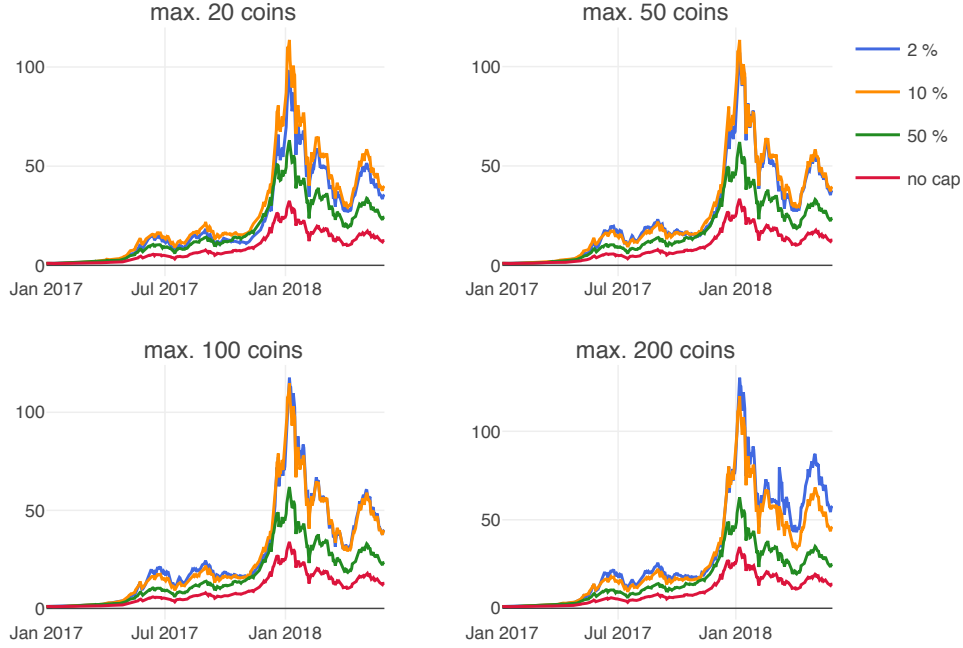 max. 20 coins
max. 50 coins
2 %
10 %
50 %
no cap
100
50
0
Jan 2017
Jul 2017
Jan 2018
100
50
0
Jan 2017
Jul 2017
Jan 2018
max. 100 coins
max. 200 coins
100
50
0
Jan 2017
Jul 2017
Jan 2018
100
50
0
Jan 2017
Jul 2017
Jan 2018